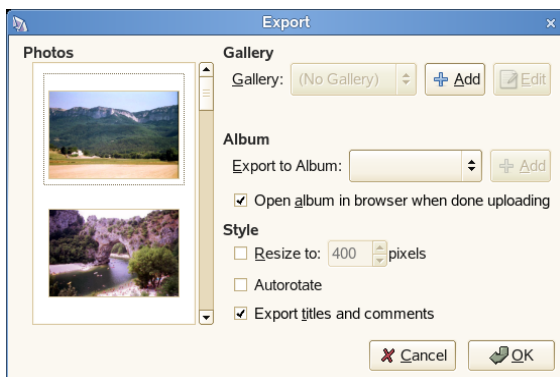 Export
Photos
Gallery
Gallery: (No Gallery) Add Edit
Album
Export to Album: Add
Open album in browser when done uploading
Style
Resize to: 400 pixels
Autorotate
Export titles and comments
Cancel OK